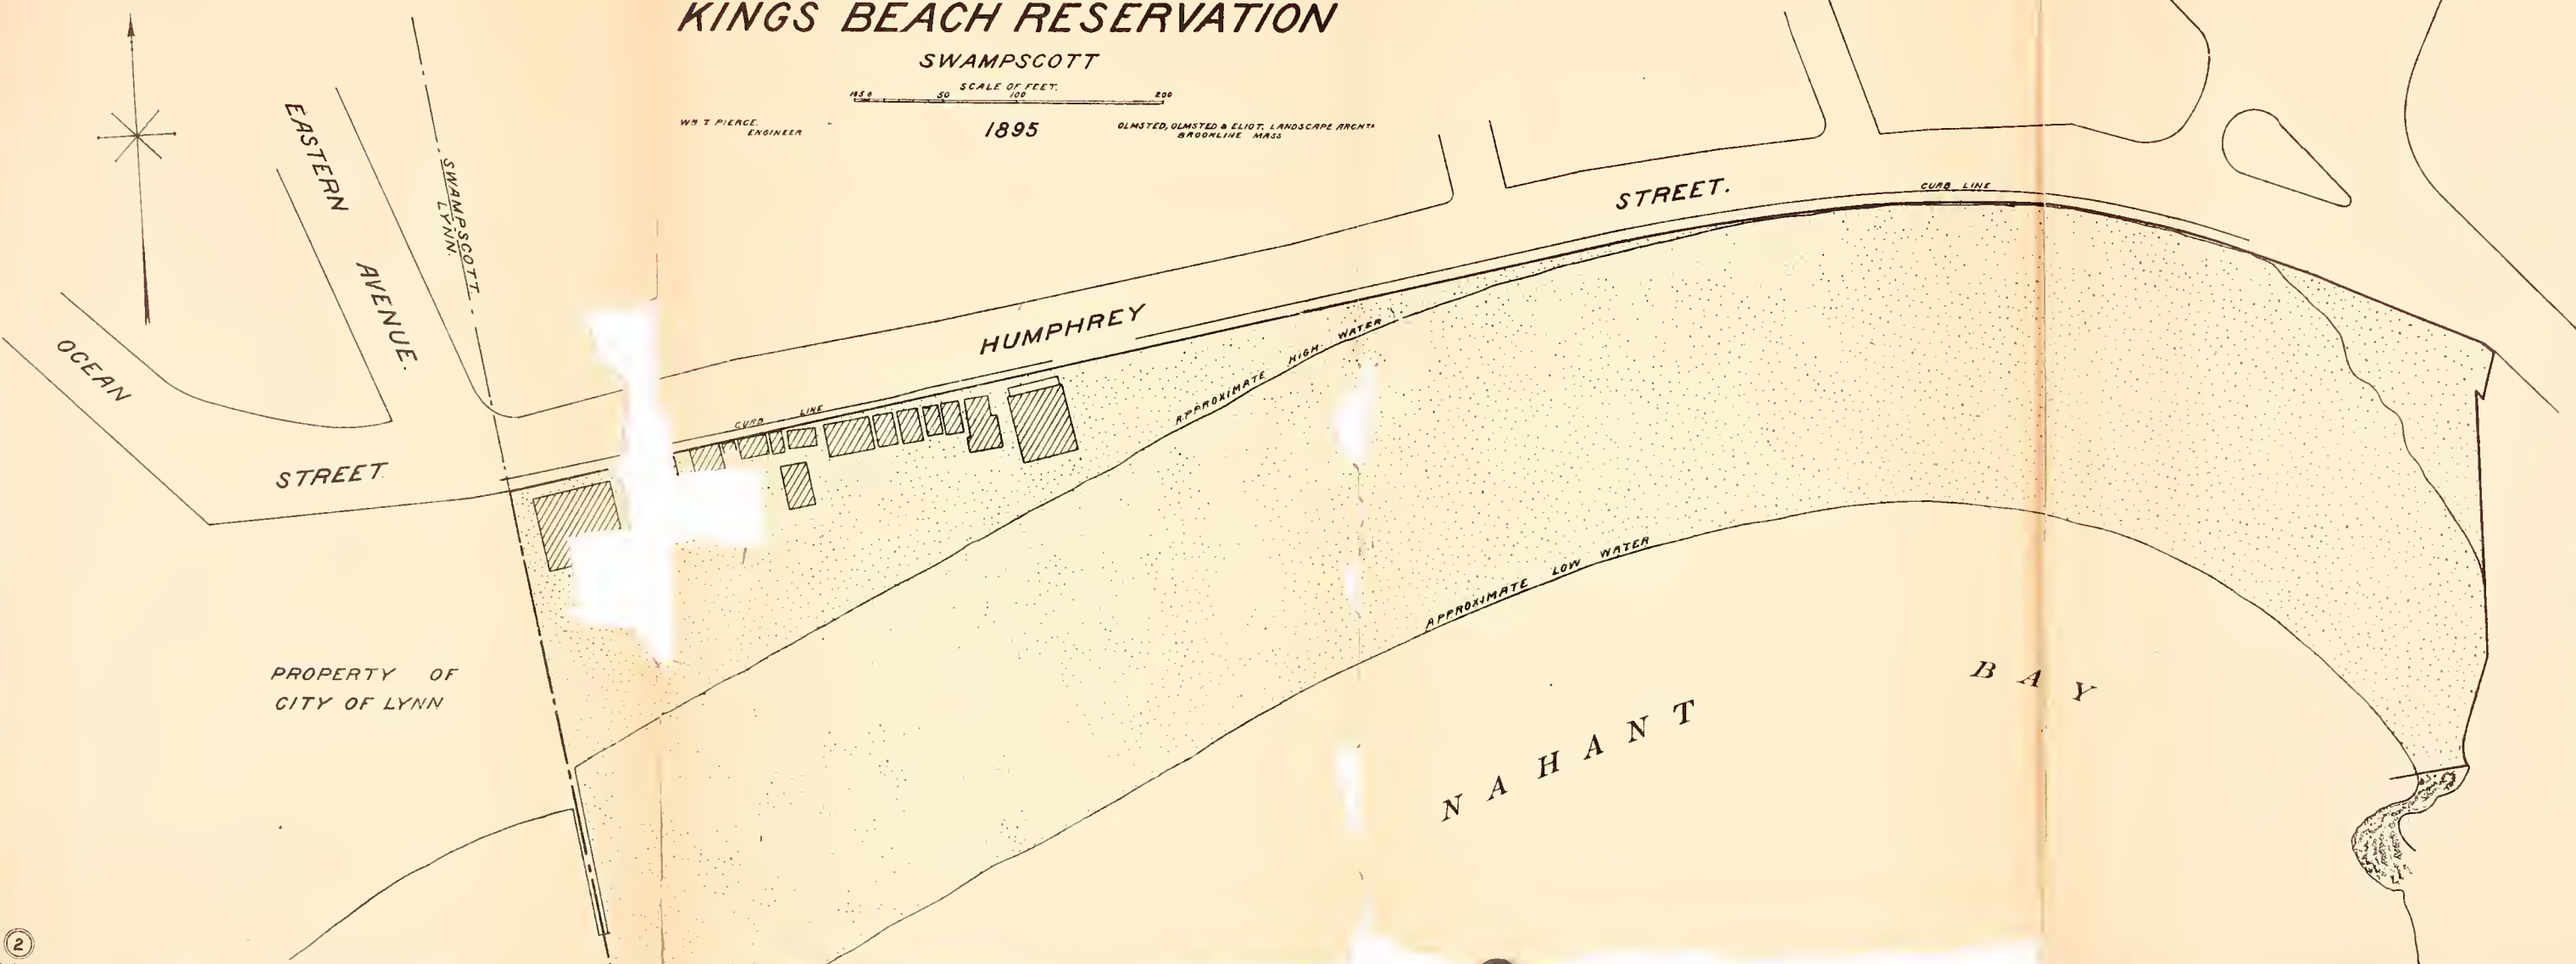 KINGS BEACH RESERVATION
SWAMPSCOTT
SCALE OF FEET.
50 100 200
WM T PIERCE.
ENGINEER
1895
OLMSTED, OLMSTED & ELIOT, LANDSCAPE ARCHTS
BROOKLINE MASS
EASTERN AVENUE.
SWAMPSCOTT
LYNN.
OCEAN STREET
HUMPHREY STREET.
CURB LINE
CURB LINE
APPROXIMATE HIGH WATER
APPROXIMATE LOW WATER
PROPERTY OF
CITY OF LYNN
NAHANT BAY
2